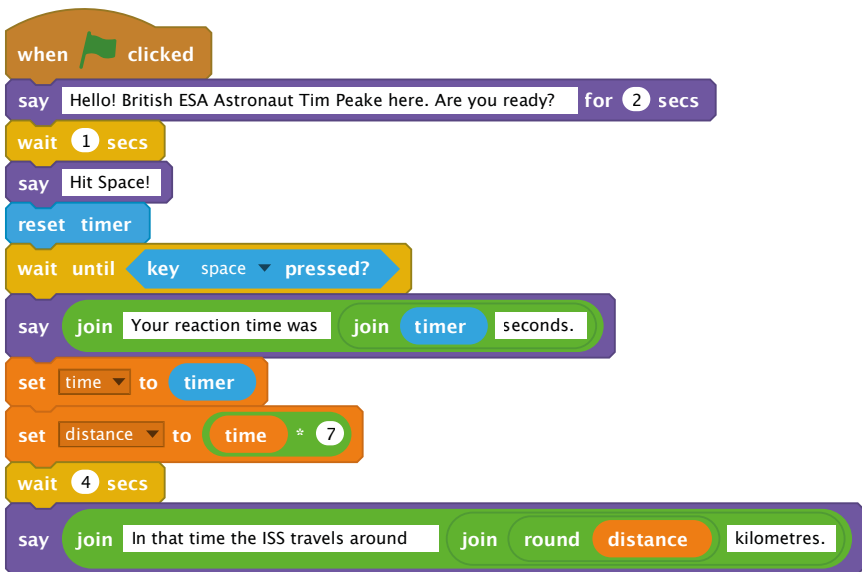 when clicked
say Hello! British ESA Astronaut Tim Peake here. Are you ready? for 2 secs
wait 1 secs
say Hit Space!
reset timer
wait until key space pressed?
say join Your reaction time was join timer seconds.
set time to timer
set distance to time * 7
wait 4 secs
say join In that time the ISS travels around join round distance kilometres.